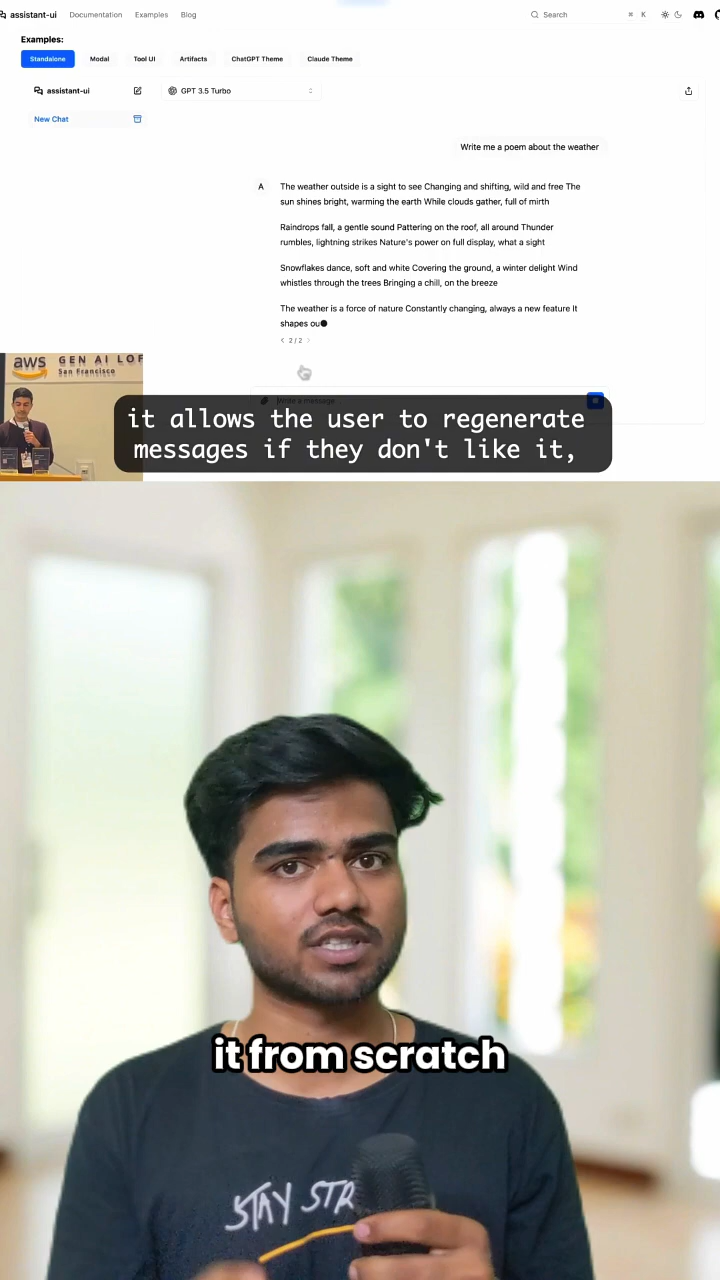 assistant-ui Documentation Examples Blog Search ⌘ K
Examples:
Standalone Modal Tool UI Artifacts ChatGPT Theme Claude Theme
assistant-ui GPT 3.5 Turbo
New Chat
Write me a poem about the weather
A The weather outside is a sight to see Changing and shifting, wild and free The
sun shines bright, warming the earth While clouds gather, full of mirth
Raindrops fall, a gentle sound Pattering on the roof, all around Thunder
rumbles, lightning strikes Nature's power on full display, what a sight
Snowflakes dance, soft and white Covering the ground, a winter delight Wind
whistles through the trees Bringing a chill, on the breeze
The weather is a force of nature Constantly changing, always a new feature It
shapes ou
< 2 / 2 >
Write a message
aws GEN AI LOF
San Francisco
it allows the user to regenerate
messages if they don't like it,
it from scratch
STAY STR